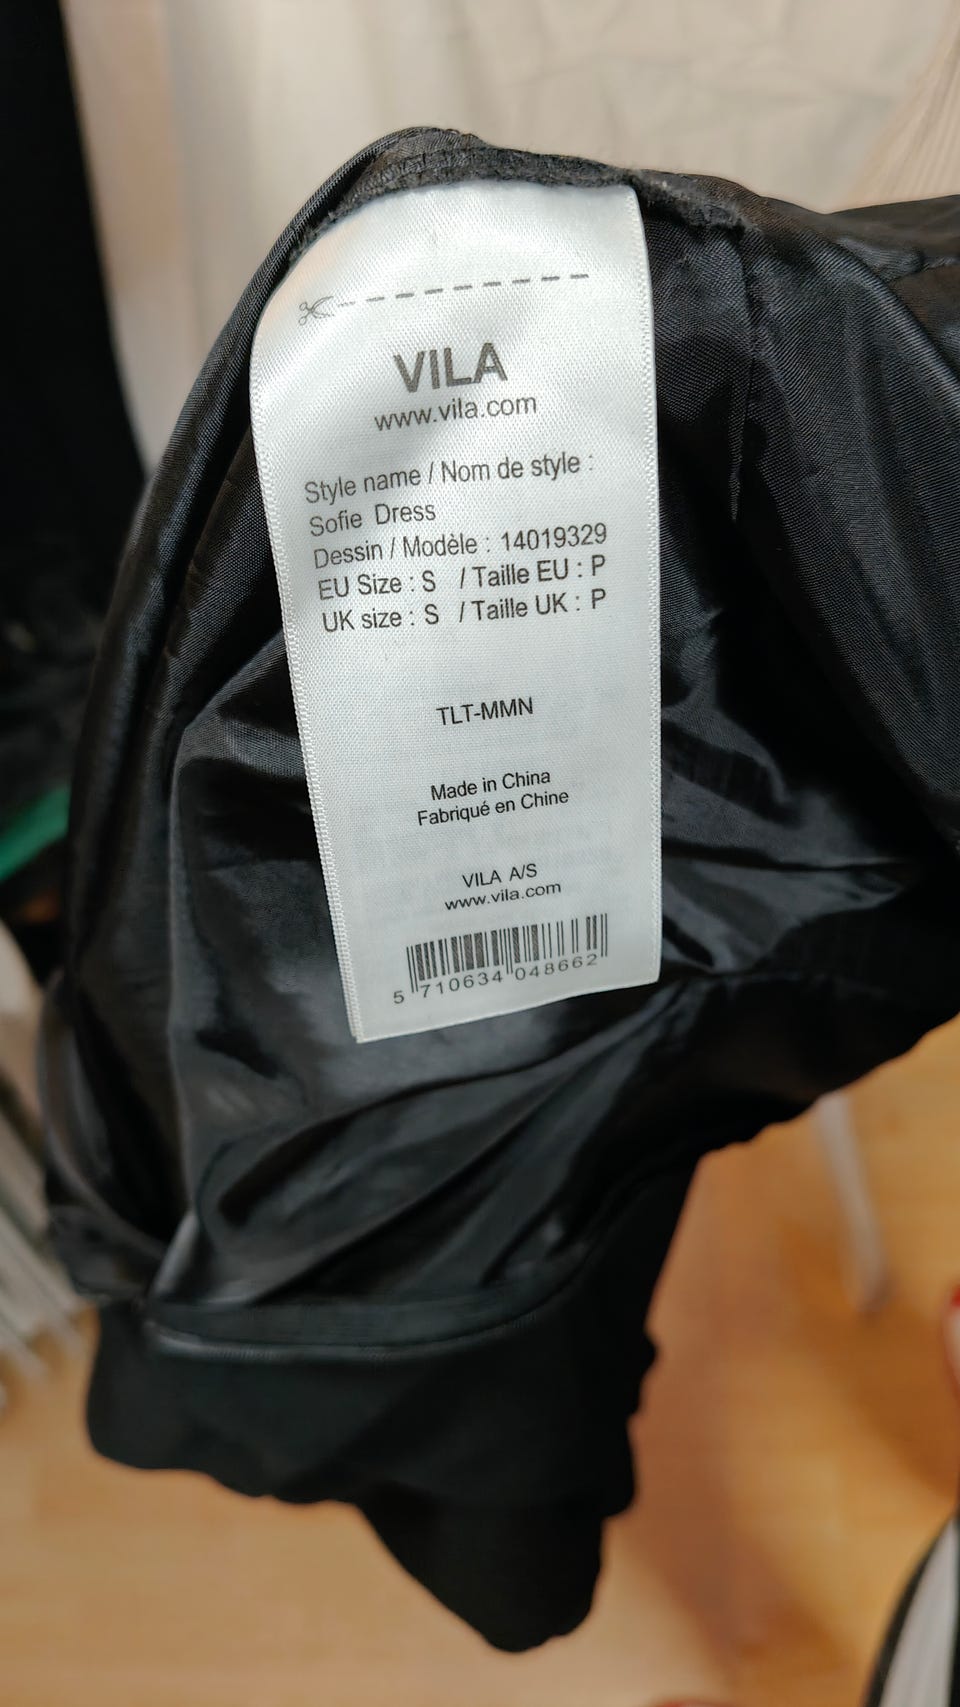 VILA
www.vila.com
Style name / Nom de style :
Sofie Dress
Dessin / Modèle : 14019329
EU Size : S / Taille EU : P
UK size : S / Taille UK : P
TLT-MMN
Made in China
Fabriqué en Chine
VILA A/S
www.vila.com
5 710634 048662